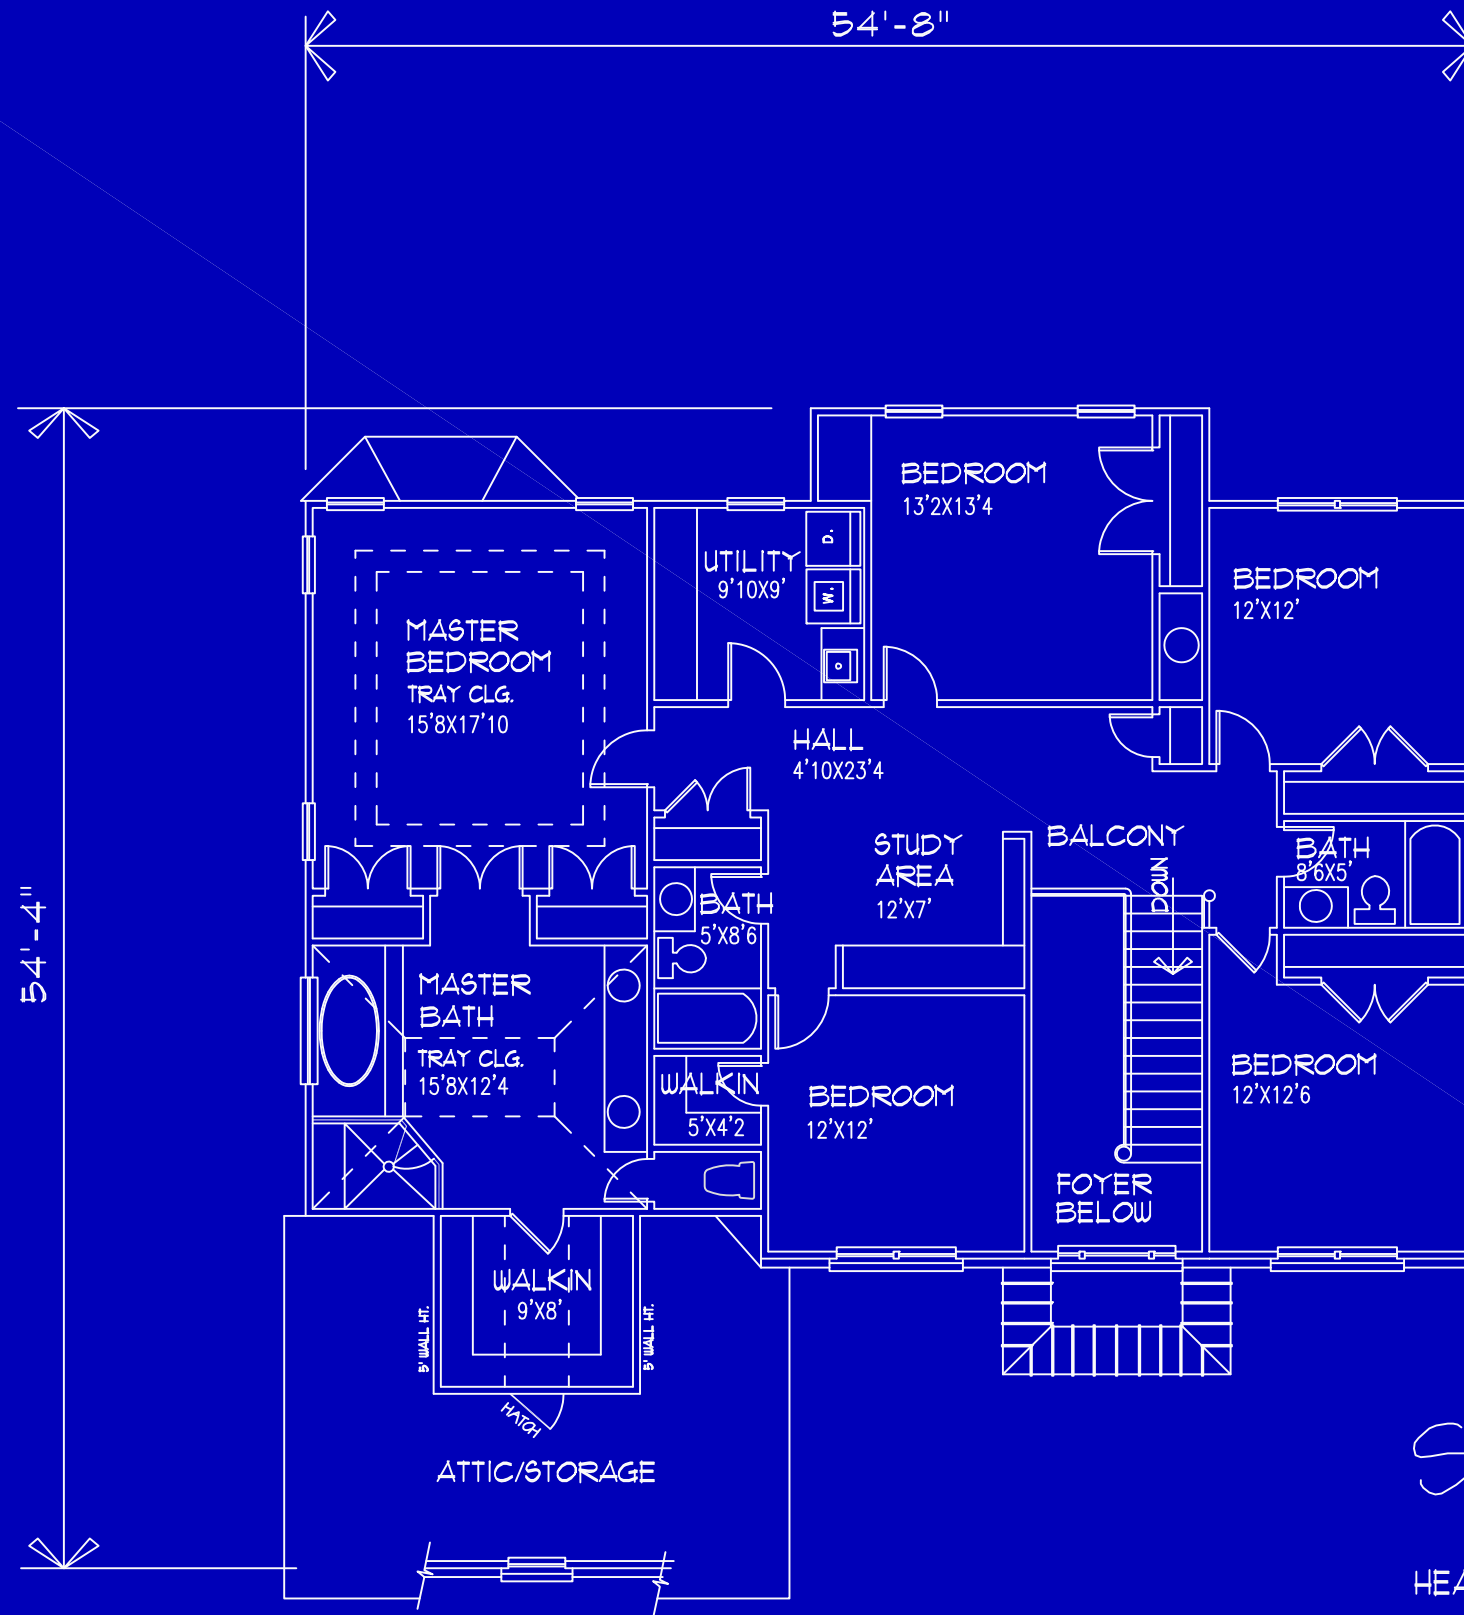 54'-8"
54'-4"
BEDROOM
13'2X13'4
UTILITY
9'10X9'
D.
W.
BEDROOM
12'X12'
MASTER
BEDROOM
TRAY CLG.
15'8X17'10
HALL
4'10X23'4
STUDY
AREA
12'X7'
BALCONY
DOWN
BATH
8'6X5'
BATH
5'X8'6
MASTER
BATH
TRAY CLG.
15'8X12'4
WALKIN
5'X4'2
BEDROOM
12'X12'
BEDROOM
12'X12'6
FOYER
BELOW
WALKIN
9'X8'
5' WALL HT.
5' WALL HT.
HATCH
ATTIC/STORAGE